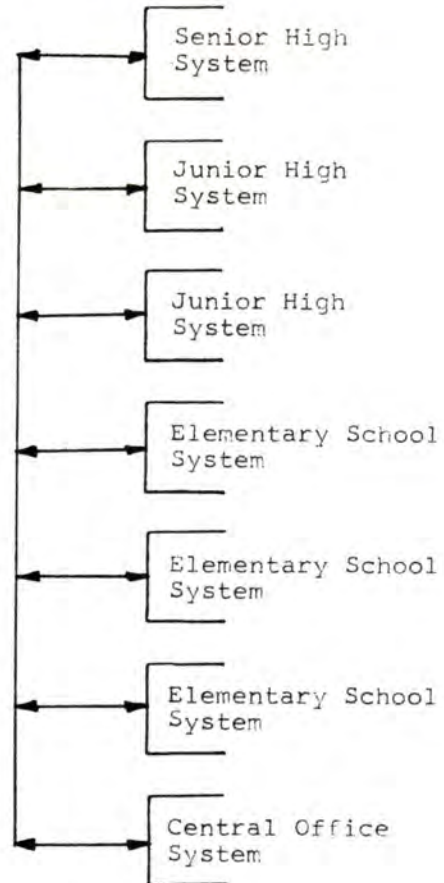 Senior High
System
Junior High
System
Junior High
System
Elementary School
System
Elementary School
System
Elementary School
System
Central Office
System